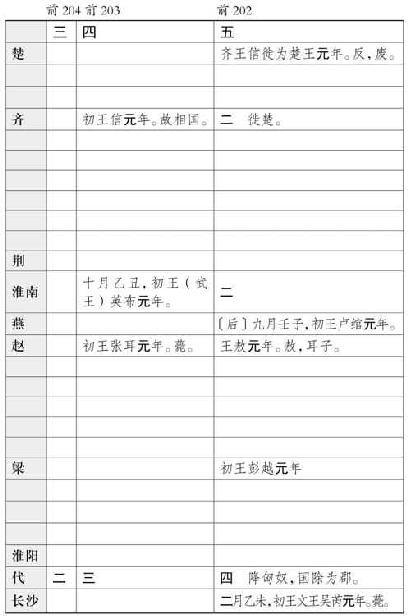 前204 前203 前202
三 四 五
楚 齐王信徙为楚王元年。反,废。
齐 初王信元年。故相国。 二 徙楚。
荆
淮南 十月乙丑,初王(武
王)英布元年。 二
燕 〔后〕九月壬子,初王卢绾元年。
赵 初王张耳元年。薨。 王敖元年。敖,耳子。
梁 初王彭越元年
淮阳
代 二 三 四 降匈奴,国除为郡。
长沙 二月乙未,初王文王吴芮元年。薨。